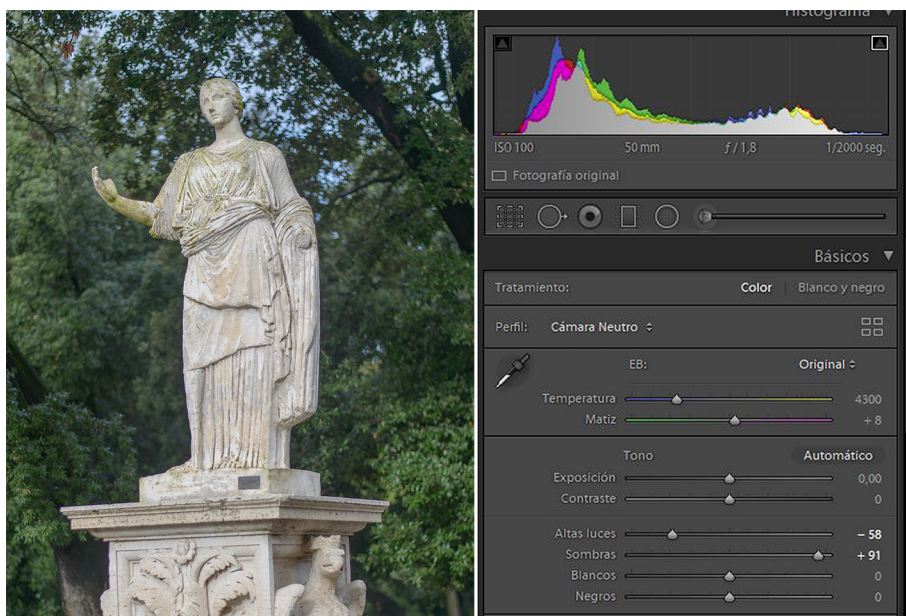 Histograma
ISO 100 50 mm ƒ / 1,8 1/2000 seg.
Fotografía original
Básicos
Tratamiento: Color Blanco y negro
Perfil: Cámara Neutro
EB: Original
Temperatura 4300
Matiz + 8
Tono Automático
Exposición 0,00
Contraste 0
Altas luces − 58
Sombras + 91
Blancos 0
Negros 0